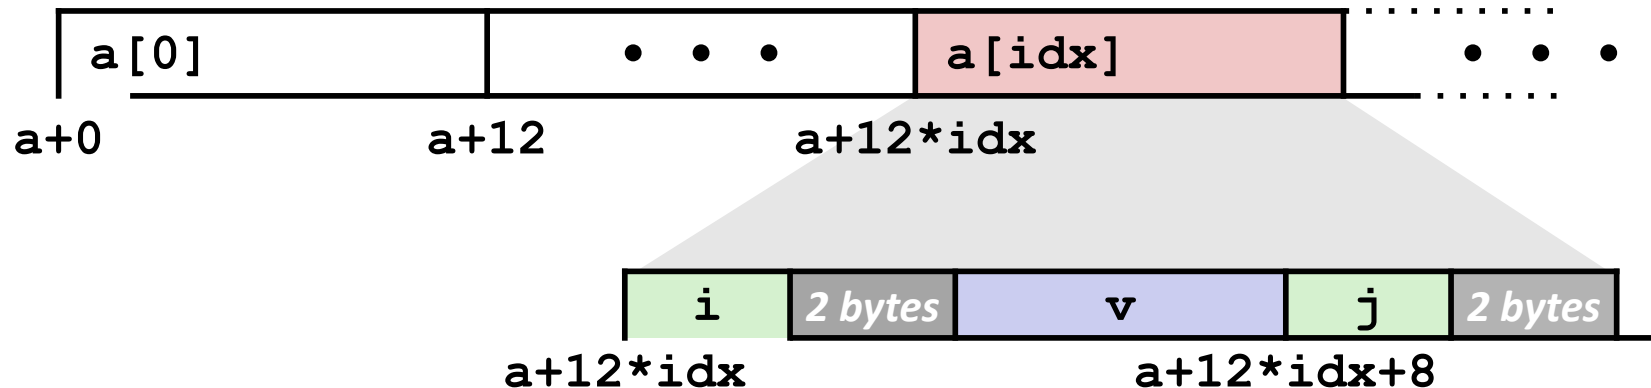 a[0] • • • a[idx] • • •
a+0 a+12 a+12*idx
i 2 bytes v j 2 bytes
a+12*idx a+12*idx+8